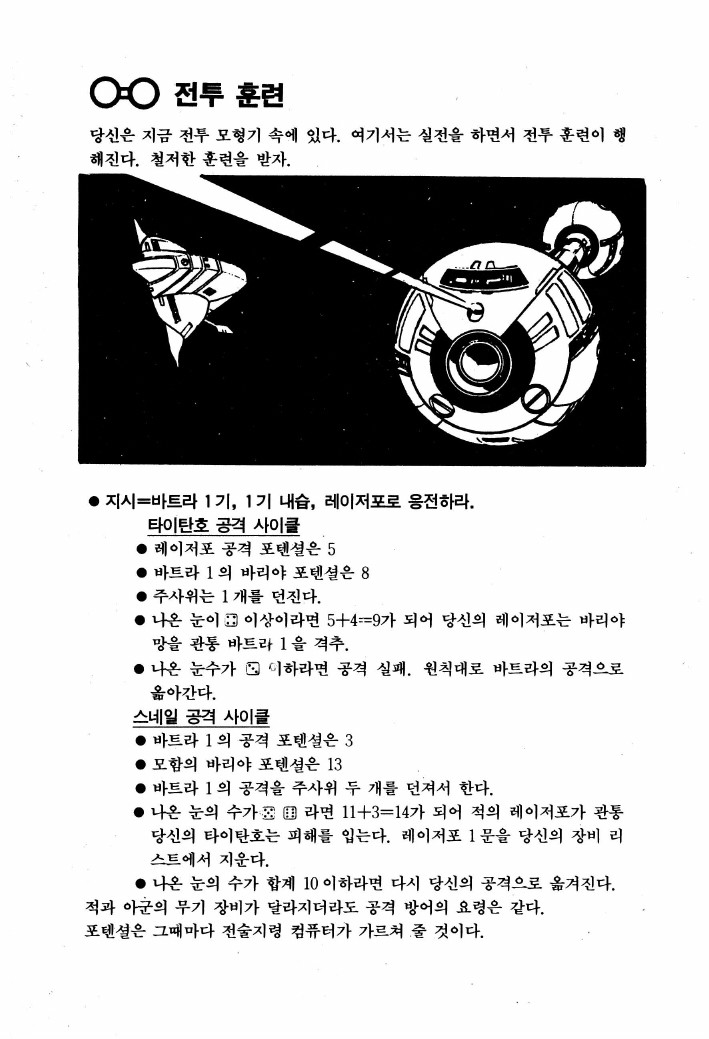 전투 훈련
당신은 지금 전투 모형기 속에 있다. 여기서는 실전을 하면서 전투 훈련이 행
해진다. 철저한 훈련을 받자.
● 지시=바트라 1기, 1기 내습, 레이저포로 응전하라.
타이탄호 공격 사이클
● 레이저포 공격 포텐셜은 5
● 바트라 1의 바리야 포텐셜은 8
● 주사위는 1개를 던진다.
● 나온 눈이 ⚃ 이상이라면 5+4=9가 되어 당신의 레이저포는 바리야
망을 관통 바트라 1을 격추.
● 나온 눈수가 ⚂ 이하라면 공격 실패. 원칙대로 바트라의 공격으로
옮아간다.
스네일 공격 사이클
● 바트라 1의 공격 포텐셜은 3
● 모함의 바리야 포텐셜은 13
● 바트라 1의 공격을 주사위 두 개를 던져서 한다.
● 나온 눈의 수가 ⚄ ⚅ 라면 11+3=14가 되어 적의 레이저포가 관통
당신의 타이탄호는 피해를 입는다. 레이저포 1문을 당신의 장비 리
스트에서 지운다.
● 나온 눈의 수가 합계 10이하라면 다시 당신의 공격으로 옮겨진다.
적과 아군의 무기 장비가 달라지더라도 공격 방어의 요령은 같다.
포텐셜은 그때마다 전술지령 컴퓨터가 가르쳐 줄 것이다.